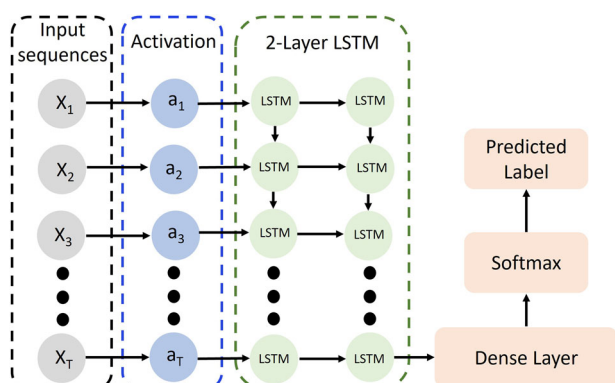 Input
sequences
Activation
2-Layer LSTM
X1
a1
LSTM
LSTM
X2
a2
LSTM
LSTM
X3
a3
LSTM
LSTM
XT
aT
LSTM
LSTM
Predicted
Label
Softmax
Dense Layer